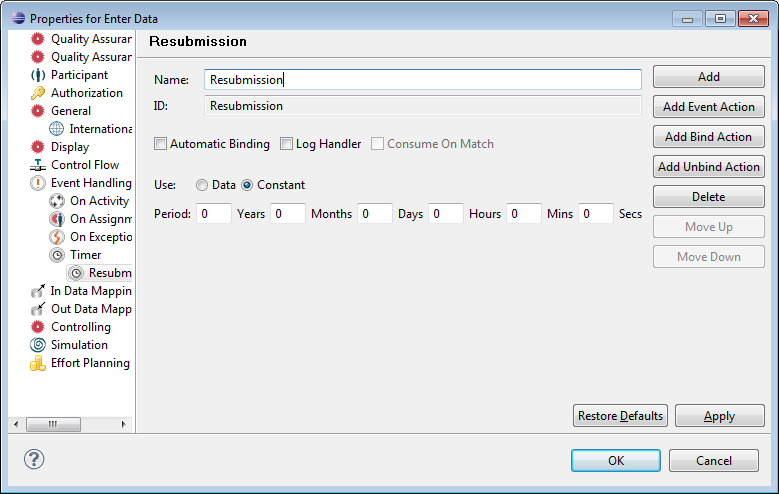 Properties for Enter Data
Quality Assurar
Quality Assurar
Participant
Authorization
General
Internationa
Display
Control Flow
Event Handling
On Activity
On Assignm
On Exceptio
Timer
Resubm
In Data Mappin
Out Data Mapp
Controlling
Simulation
Effort Planning
Resubmission
Name: Resubmission
ID: Resubmission
Automatic Binding Log Handler Consume On Match
Use: Data Constant
Period: 0 Years 0 Months 0 Days 0 Hours 0 Mins 0 Secs
Add
Add Event Action
Add Bind Action
Add Unbind Action
Delete
Move Up
Move Down
Restore Defaults Apply
? OK Cancel